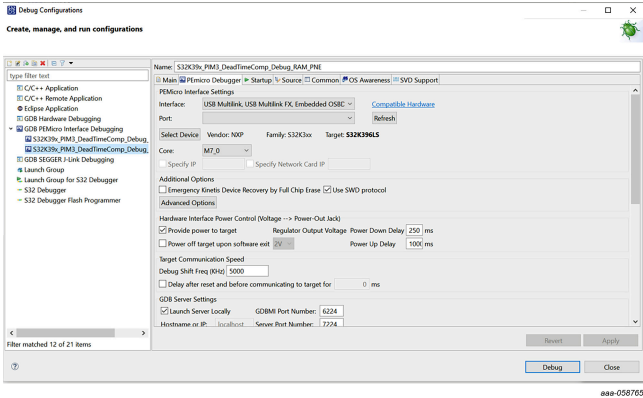 Debug Configurations
Create, manage, and run configurations
type filter text
C/C++ Application
C/C++ Remote Application
Eclipse Application
GDB Hardware Debugging
GDB PEMicro Interface Debugging
S32K39x_PIM3_DeadTimeComp_Debug_
S32K39x_PIM3_DeadTimeComp_Debug_
GDB SEGGER J-Link Debugging
Launch Group
Launch Group for S32 Debugger
S32 Debugger
S32 Debugger Flash Programmer
Filter matched 12 of 21 items
Name: S32K39x_PIM3_DeadTimeComp_Debug_RAM_PNE
Main PEmicro Debugger Startup Source Common OS Awareness SVD Support
PEMicro Interface Settings
Interface: USB Multilink, USB Multilink FX, Embedded OSBC Compatible Hardware
Port: Refresh
Select Device Vendor: NXP Family: S32K3xx Target: S32K396LS
Core: M7_0
Specify IP Specify Network Card IP
Additional Options
Emergency Kinetis Device Recovery by Full Chip Erase Use SWD protocol
Advanced Options
Hardware Interface Power Control (Voltage --> Power-Out Jack)
Provide power to target Regulator Output Voltage Power Down Delay 250 ms
Power off target upon software exit 2V Power Up Delay 100( ms
Target Communication Speed
Debug Shift Freq (KHz) 5000
Delay after reset and before communicating to target for 0 ms
GDB Server Settings
Launch Server Locally GDBMI Port Number: 6224
Hostname or IP: localhost Server Port Number: 7224
Revert Apply
Debug Close
aaa-058765